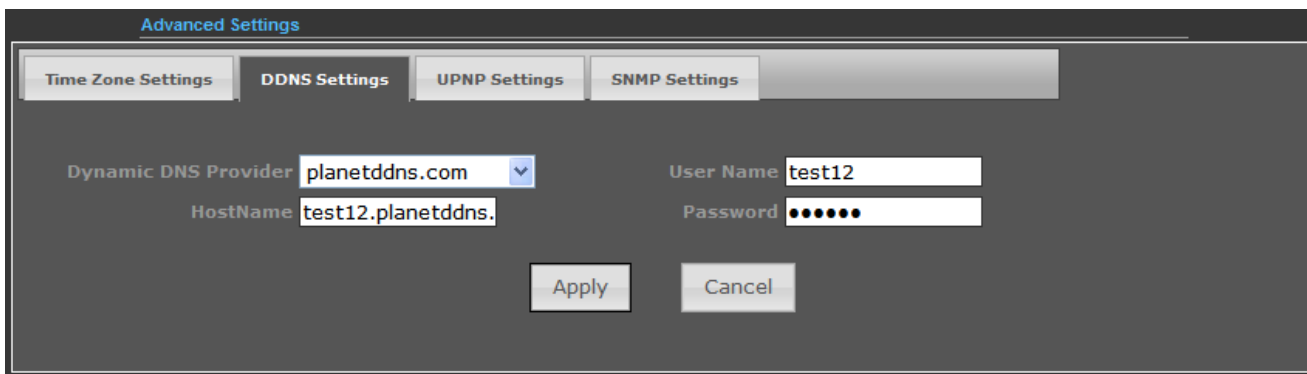 Advanced Settings
Time Zone Settings DDNS Settings UPNP Settings SNMP Settings
Dynamic DNS Provider planetddns.com User Name test12
HostName test12.planetddns. Password ●●●●●●
Apply Cancel